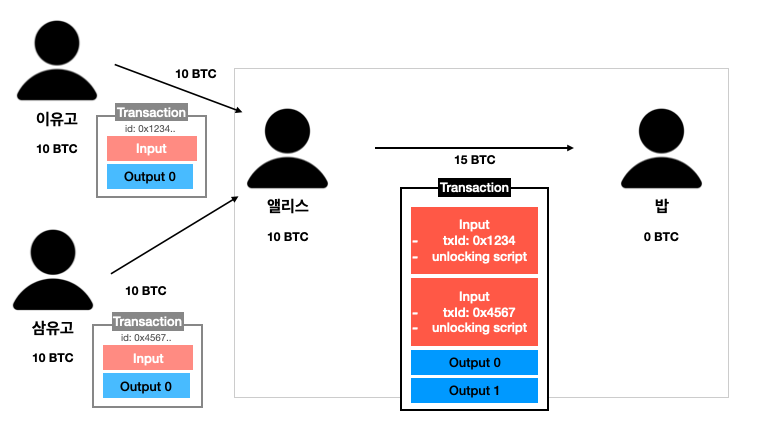 10 BTC
이유고
10 BTC
Transaction
id: 0x1234..
Input
Output 0
삼유고
10 BTC
10 BTC
Transaction
id: 0x4567..
Input
Output 0
앨리스
10 BTC
15 BTC
Transaction
Input
- txId: 0x1234
- unlocking script
Input
- txId: 0x4567
- unlocking script
Output 0
Output 1
밥
0 BTC